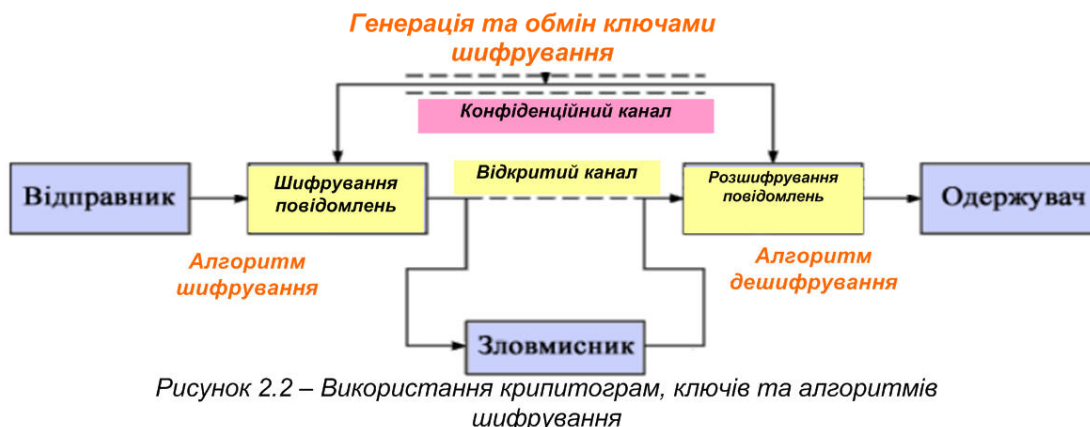 Генерація та обмін ключами
шифрування
Конфіденційний канал
Відправник
Шифрування
повідомлень
Відкритий канал
Розшифрування
повідомлень
Одержувач
Алгоритм
шифрування
Алгоритм
дешифрування
Зловмисник
Рисунок 2.2 – Використання крипитограм, ключів та алгоритмів
шифрування